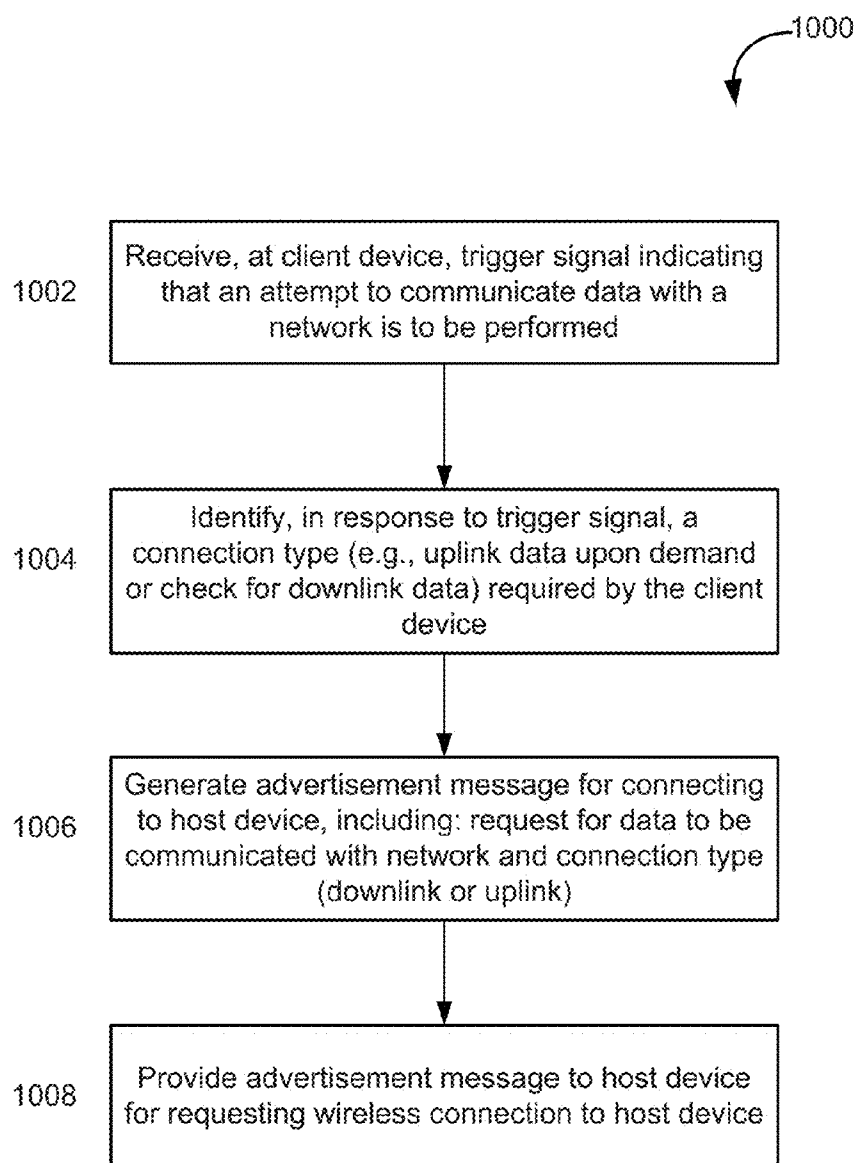 1000
1002
Receive, at client device, trigger signal indicating
that an attempt to communicate data with a
network is to be performed
1004
Identify, in response to trigger signal, a
connection type (e.g., uplink data upon demand
or check for downlink data) required by the client
device
1006
Generate advertisement message for connecting
to host device, including: request for data to be
communicated with network and connection type
(downlink or uplink)
1008
Provide advertisement message to host device
for requesting wireless connection to host device